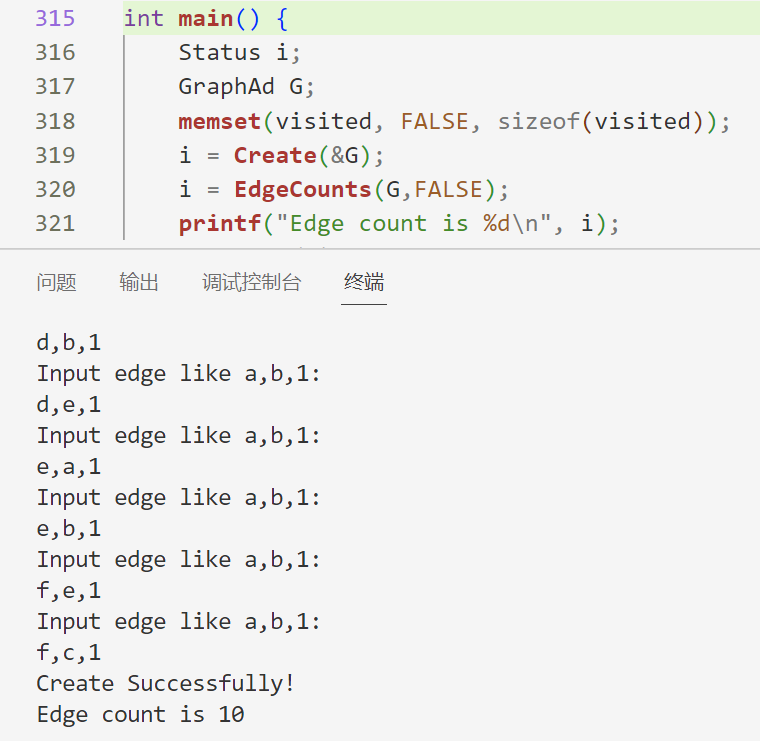 315 int main() {
316 Status i;
317 GraphAd G;
318 memset(visited, FALSE, sizeof(visited));
319 i = Create(&G);
320 i = EdgeCounts(G,FALSE);
321 printf("Edge count is %d\n", i);
问题 输出 调试控制台 终端
d,b,1
Input edge like a,b,1:
d,e,1
Input edge like a,b,1:
e,a,1
Input edge like a,b,1:
e,b,1
Input edge like a,b,1:
f,e,1
Input edge like a,b,1:
f,c,1
Create Successfully!
Edge count is 10